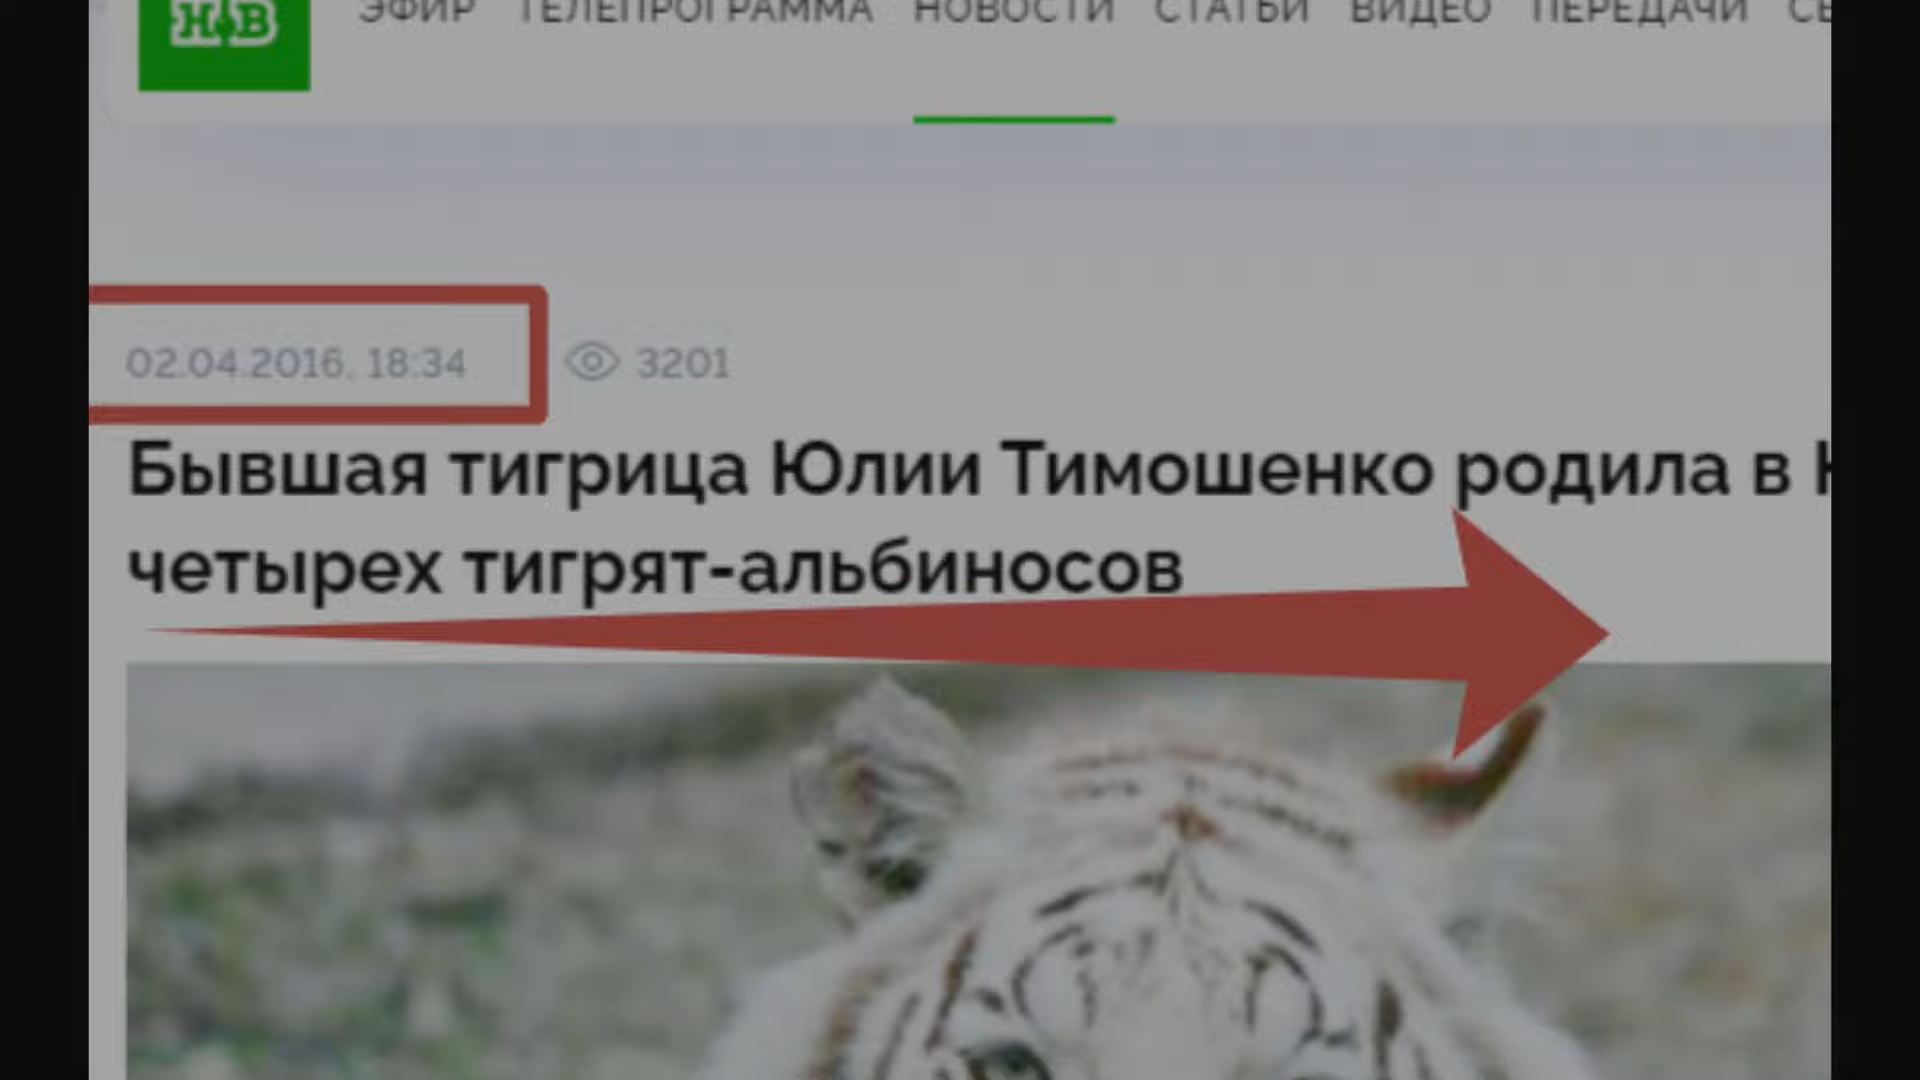 НВ
ЭФИР ТЕЛЕПРОГРАММА НОВОСТИ СТАТЬИ ВИДЕО ПЕРЕДАЧИ
02.04.2016, 18:34 3201
Бывшая тигрица Юлии Тимошенко родила в
четырех тигрят-альбиносов